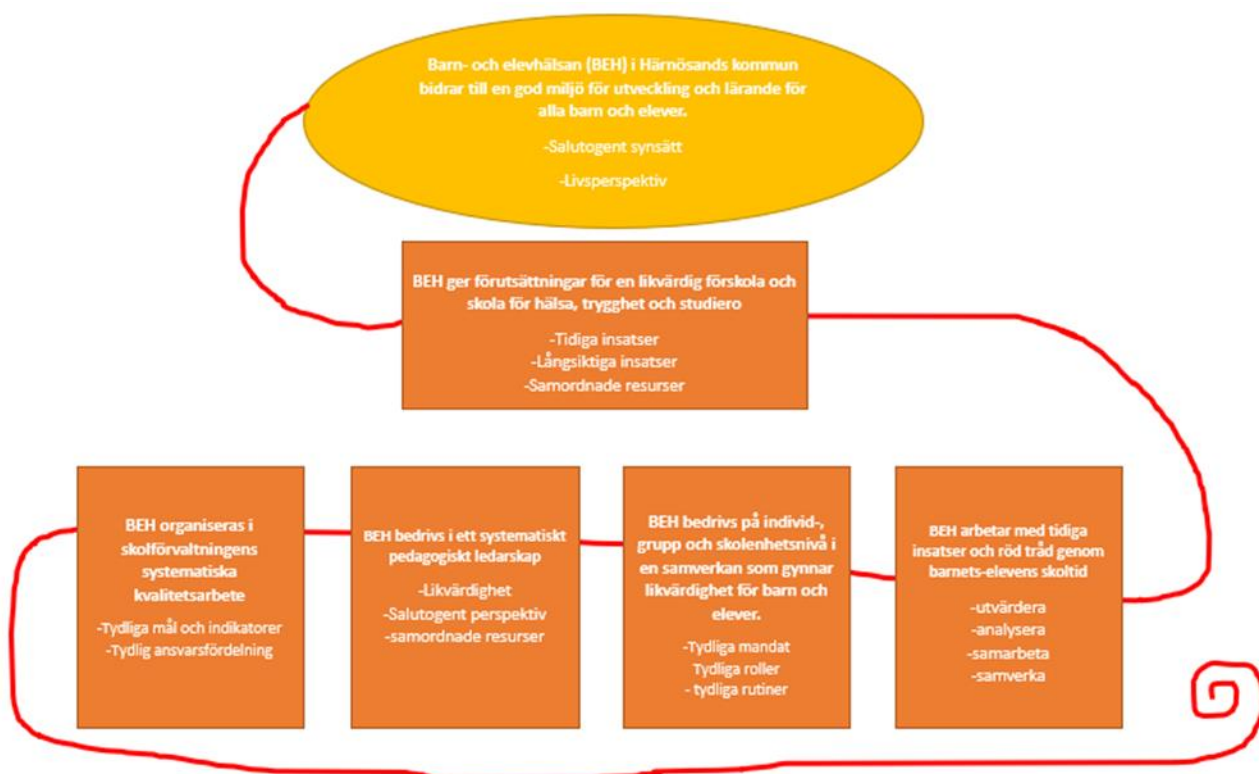 Barn- och elevhälsan (BEH) i Härnösands kommun
bidrar till en god miljö för utveckling och lärande för
alla barn och elever.
-Salutogent synsätt
-Livsperspektiv
BEH ger förutsättningar för en likvärdig förskola och
skola för hälsa, trygghet och studiero
-Tidiga insatser
-Långsiktiga insatser
-Samordnade resurser
BEH organiseras i
skolförvaltningens
systematiska
kvalitetsarbete
-Tydliga mål och indikatorer
-Tydlig ansvarsfördelning
BEH bedrivs i ett systematiskt
pedagogiskt ledarskap
-Likvärdighet
-Salutogent perspektiv
-samordnade resurser
BEH bedrivs på individ-,
grupp och skolenhetsnivå i
en samverkan som gynnar
likvärdighet för barn och
elever.
-Tydliga mandat
Tydliga roller
- tydliga rutiner
BEH arbetar med tidiga
insatser och röd tråd genom
barnets-elevens skoltid
-utvärdera
-analysera
-samarbeta
-samverka